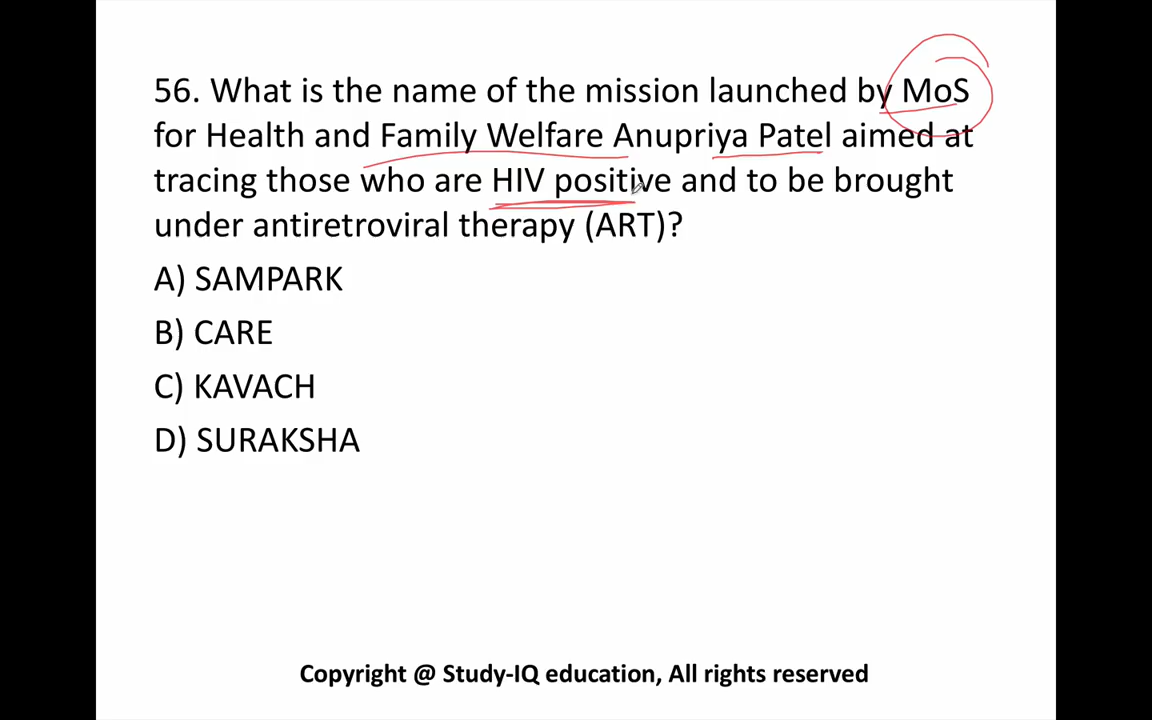 56. What is the name of the mission launched by MoS
for Health and Family Welfare Anupriya Patel aimed at
tracing those who are HIV positive and to be brought
under antiretroviral therapy (ART)?
A) SAMPARK
B) CARE
C) KAVACH
D) SURAKSHA
Copyright @ Study-IQ education, All rights reserved